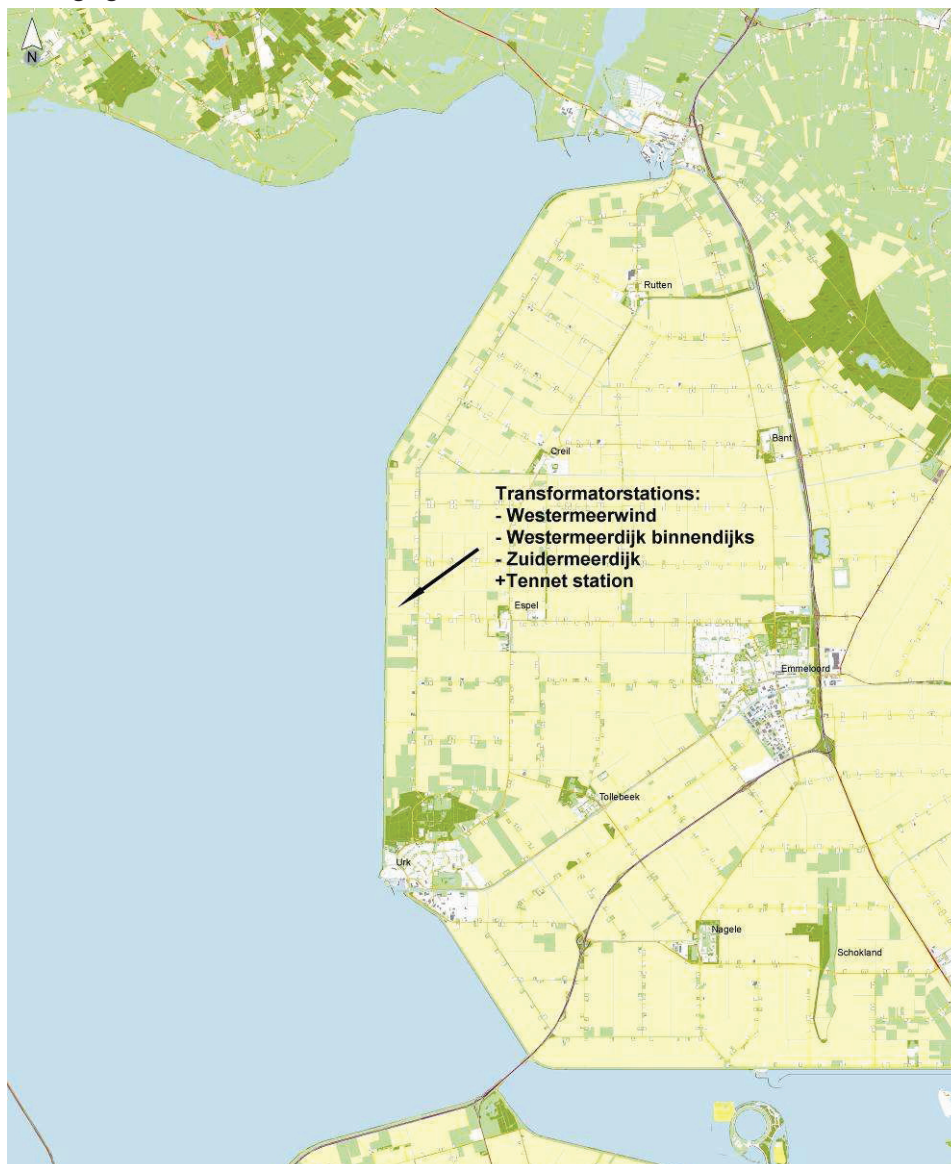 N
Rutten
Bant
Creil
Transformatorstations:
- Westermeerwind
- Westermeerdijk binnendijks
- Zuidermeerdijk
+Tennet station
Espel
Emmeloord
Tollebeek
Urk
Nagele
Schokland